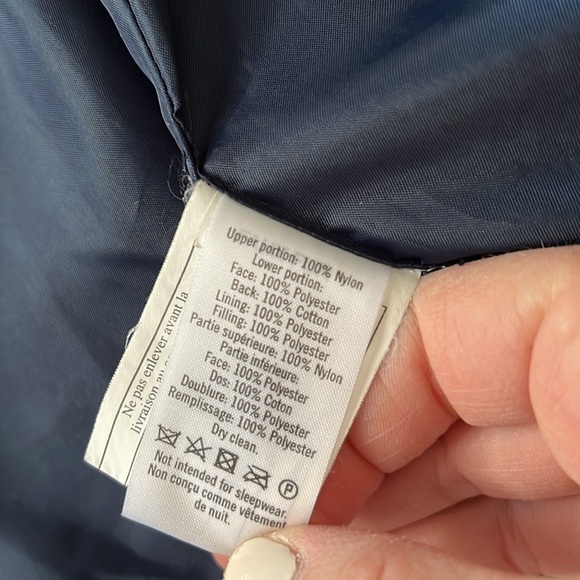 Upper portion: 100% Nylon
Lower portion:
Face: 100% Polyester
Back: 100% Cotton
Lining: 100% Polyester
Filling: 100% Polyester
Partie supérieure: 100% Nylon
Partie inférieure:
Face: 100% Polyester
Dos: 100% Coton
Doublure: 100% Polyester
Remplissage: 100% Polyester
Dry clean.
P
Not intended for sleepwear.
Non conçu comme vêtement
de nuit.
Ne pas enlever avant la
livraison au